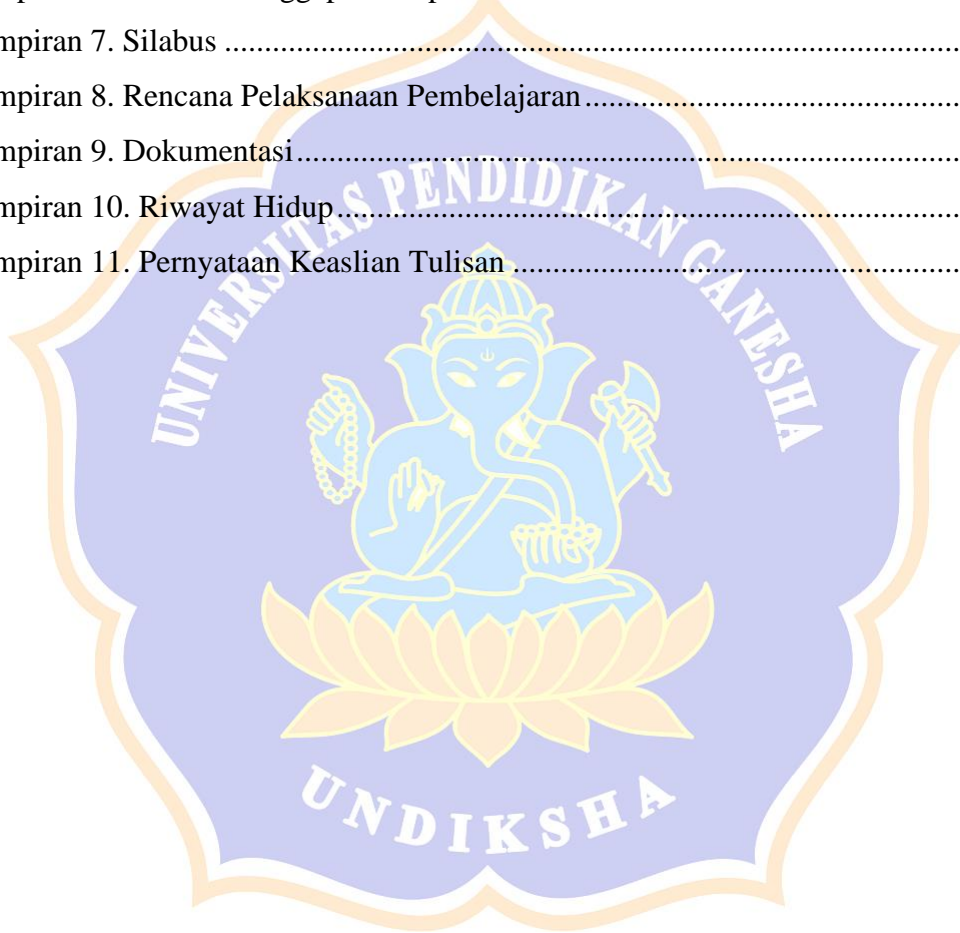 mpiran 7. Silabus ..........................................................................................
mpiran 8. Rencana Pelaksanaan Pembelajaran ...............................................
mpiran 9. Dokumentasi ..................................................................................
mpiran 10. Riwayat Hidup .............................................................................
mpiran 11. Pernyataan Keaslian Tulisan ........................................................
UNIVERSITAS PENDIDIKAN GANESHA
UNDIKSHA